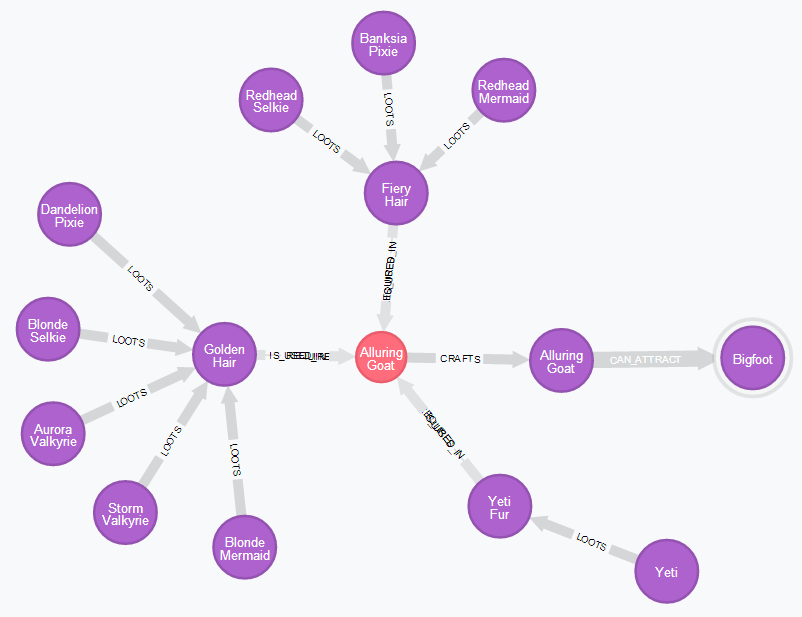 Banksia
Pixie
Redhead
Selkie
Redhead
Mermaid
LOOTS
LOOTS
LOOTS
Fiery
Hair
Dandelion
Pixie
LOOTS
Blonde
Selkie
LOOTS
Golden
Hair
Alluring
Goat
CRAFTS
Alluring
Goat
CAN_ATTRACT
Bigfoot
LOOTS
Aurora
Valkyrie
LOOTS
LOOTS
Storm
Valkyrie
Blonde
Mermaid
Yeti
Fur
LOOTS
Yeti